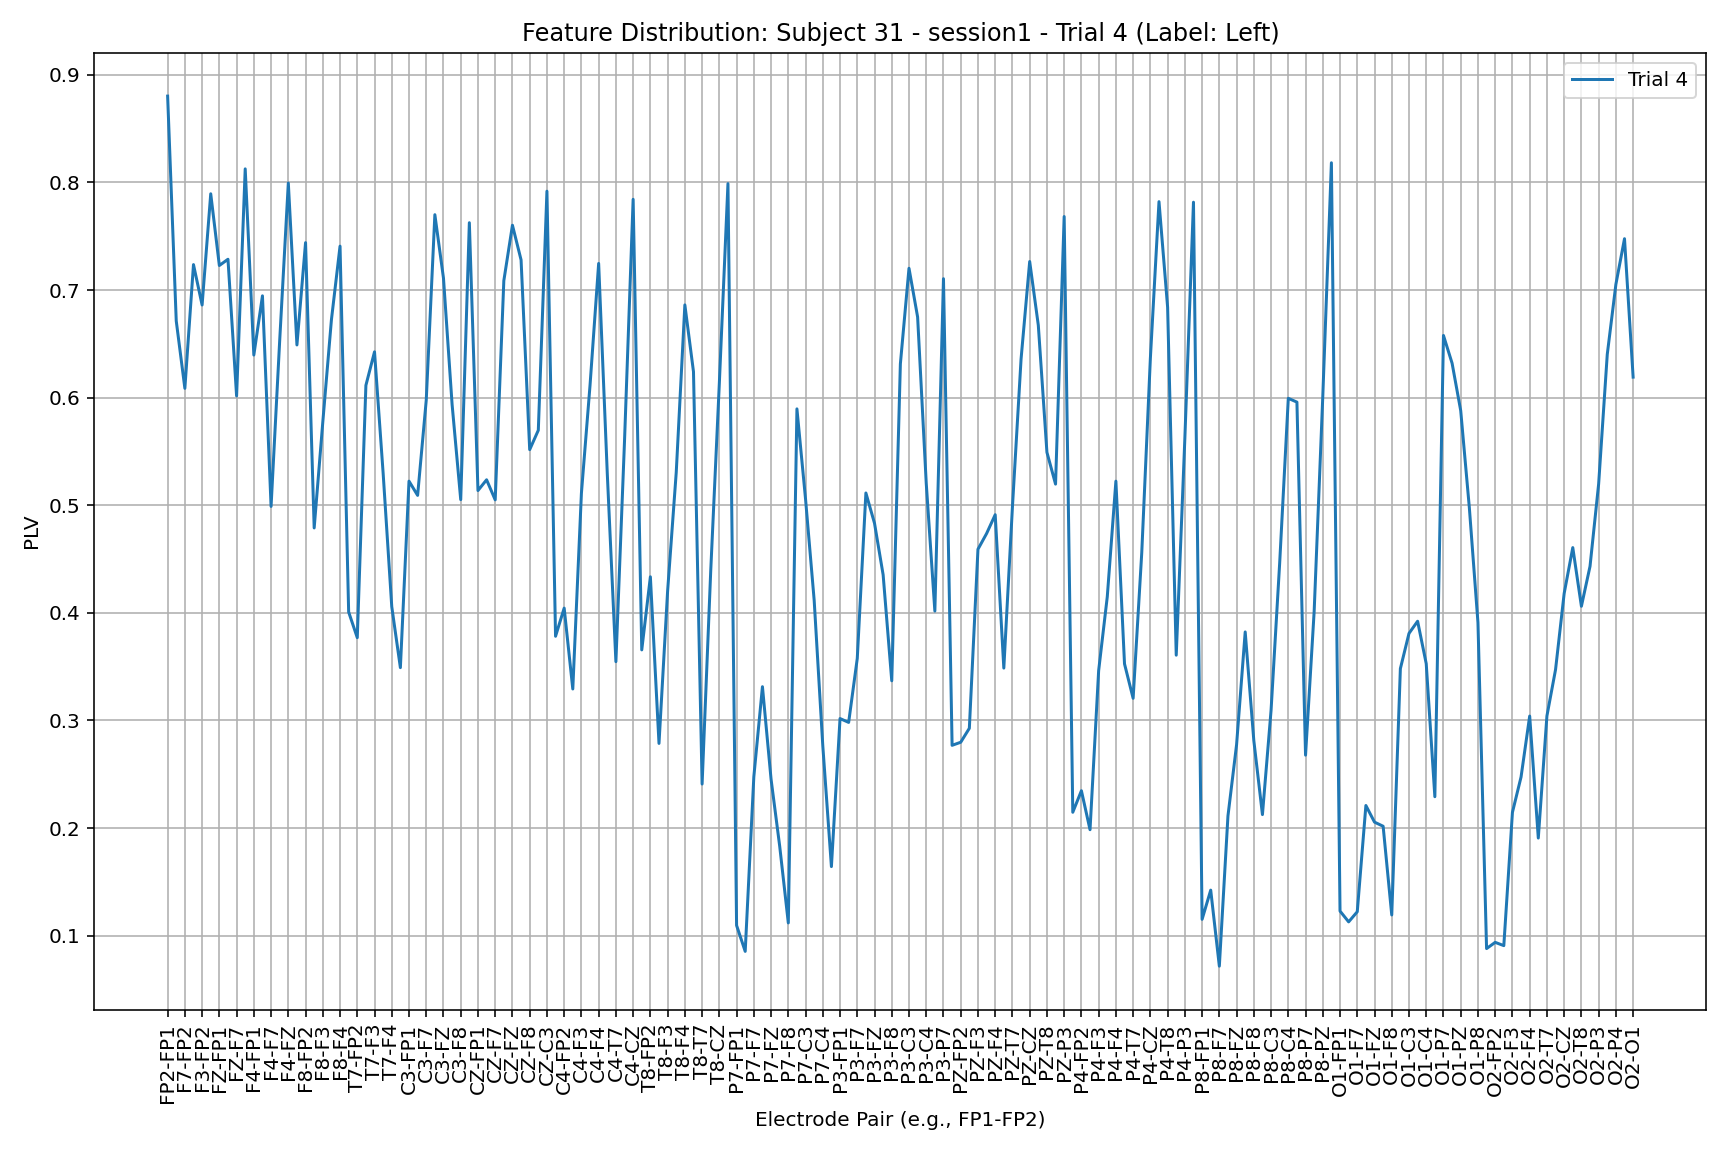 Feature Distribution: Subject 31 - session1 - Trial 4 (Label: Left)
Trial 4
PLV
0.9
0.8
0.7
0.6
0.5
0.4
0.3
0.2
0.1
FP2-FP1
F7-FP2
F3-FP2
FZ-FP1
FZ-F7
F4-FP1
F4-F7
F4-FZ
F8-FP2
F8-F3
F8-F4
T7-FP2
T7-F3
T7-F4
C3-FP1
C3-F7
C3-FZ
C3-F8
CZ-FP1
CZ-F7
CZ-FZ
CZ-F8
CZ-C3
C4-FP2
C4-F3
C4-F4
C4-T7
C4-CZ
T8-FP2
T8-F3
T8-F4
T8-T7
T8-CZ
P7-FP1
P7-F7
P7-FZ
P7-F8
P7-C3
P7-C4
P3-FP1
P3-F7
P3-FZ
P3-F8
P3-C3
P3-C4
P3-P7
PZ-FP2
PZ-F3
PZ-F4
PZ-T7
PZ-CZ
PZ-T8
PZ-P3
P4-FP2
P4-F3
P4-F4
P4-T7
P4-CZ
P4-T8
P4-P3
P8-FP1
P8-F7
P8-FZ
P8-F8
P8-C3
P8-C4
P8-P7
P8-PZ
O1-FP1
O1-F7
O1-FZ
O1-F8
O1-C3
O1-C4
O1-P7
O1-PZ
O1-P8
O2-FP2
O2-F3
O2-F4
O2-T7
O2-CZ
O2-T8
O2-P3
O2-P4
O2-O1
Electrode Pair (e.g., FP1-FP2)